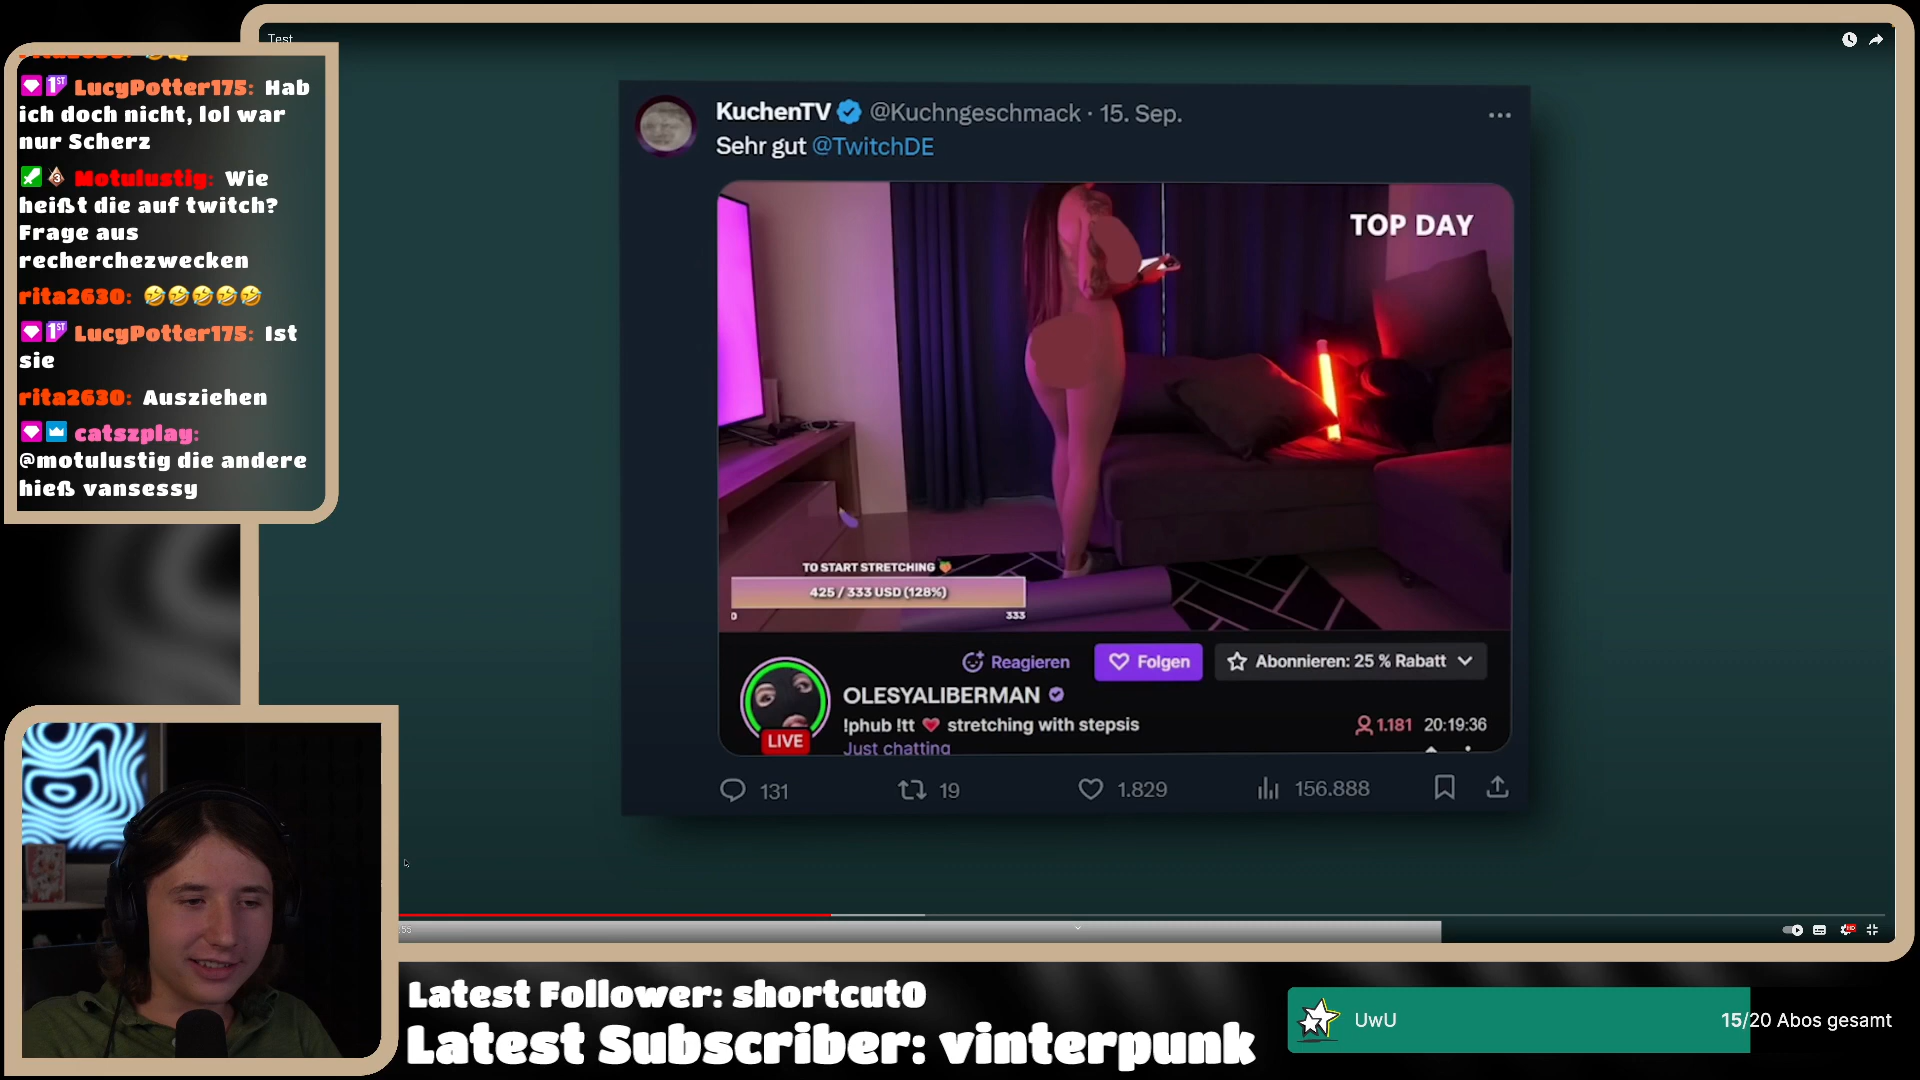 Test
LucyPotter175: Hab
ich doch nicht, lol war
nur Scherz
Motulustig: Wie
heißt die auf twitch?
Frage aus
recherchezwecken
rita2630: 🤣🤣🤣🤣🤣
LucyPotter175: Ist
sie
rita2630: Ausziehen
catszplay:
@motulustig die andere
hieß vansessy
KuchenTV @Kuchngeschmack · 15. Sep.
Sehr gut @TwitchDE
TOP DAY
TO START STRETCHING 🍑
425 / 333 USD (128%)
0 333
Reagieren Folgen Abonnieren: 25 % Rabatt
OLESYALIBERMAN
!phub !tt ❤️ stretching with stepsis
1.181 20:19:36
LIVE
Just chatting
131 19 1.829 156.888
Latest Follower: shortcut0
Latest Subscriber: vinterpunk
UwU 15/20 Abos gesamt